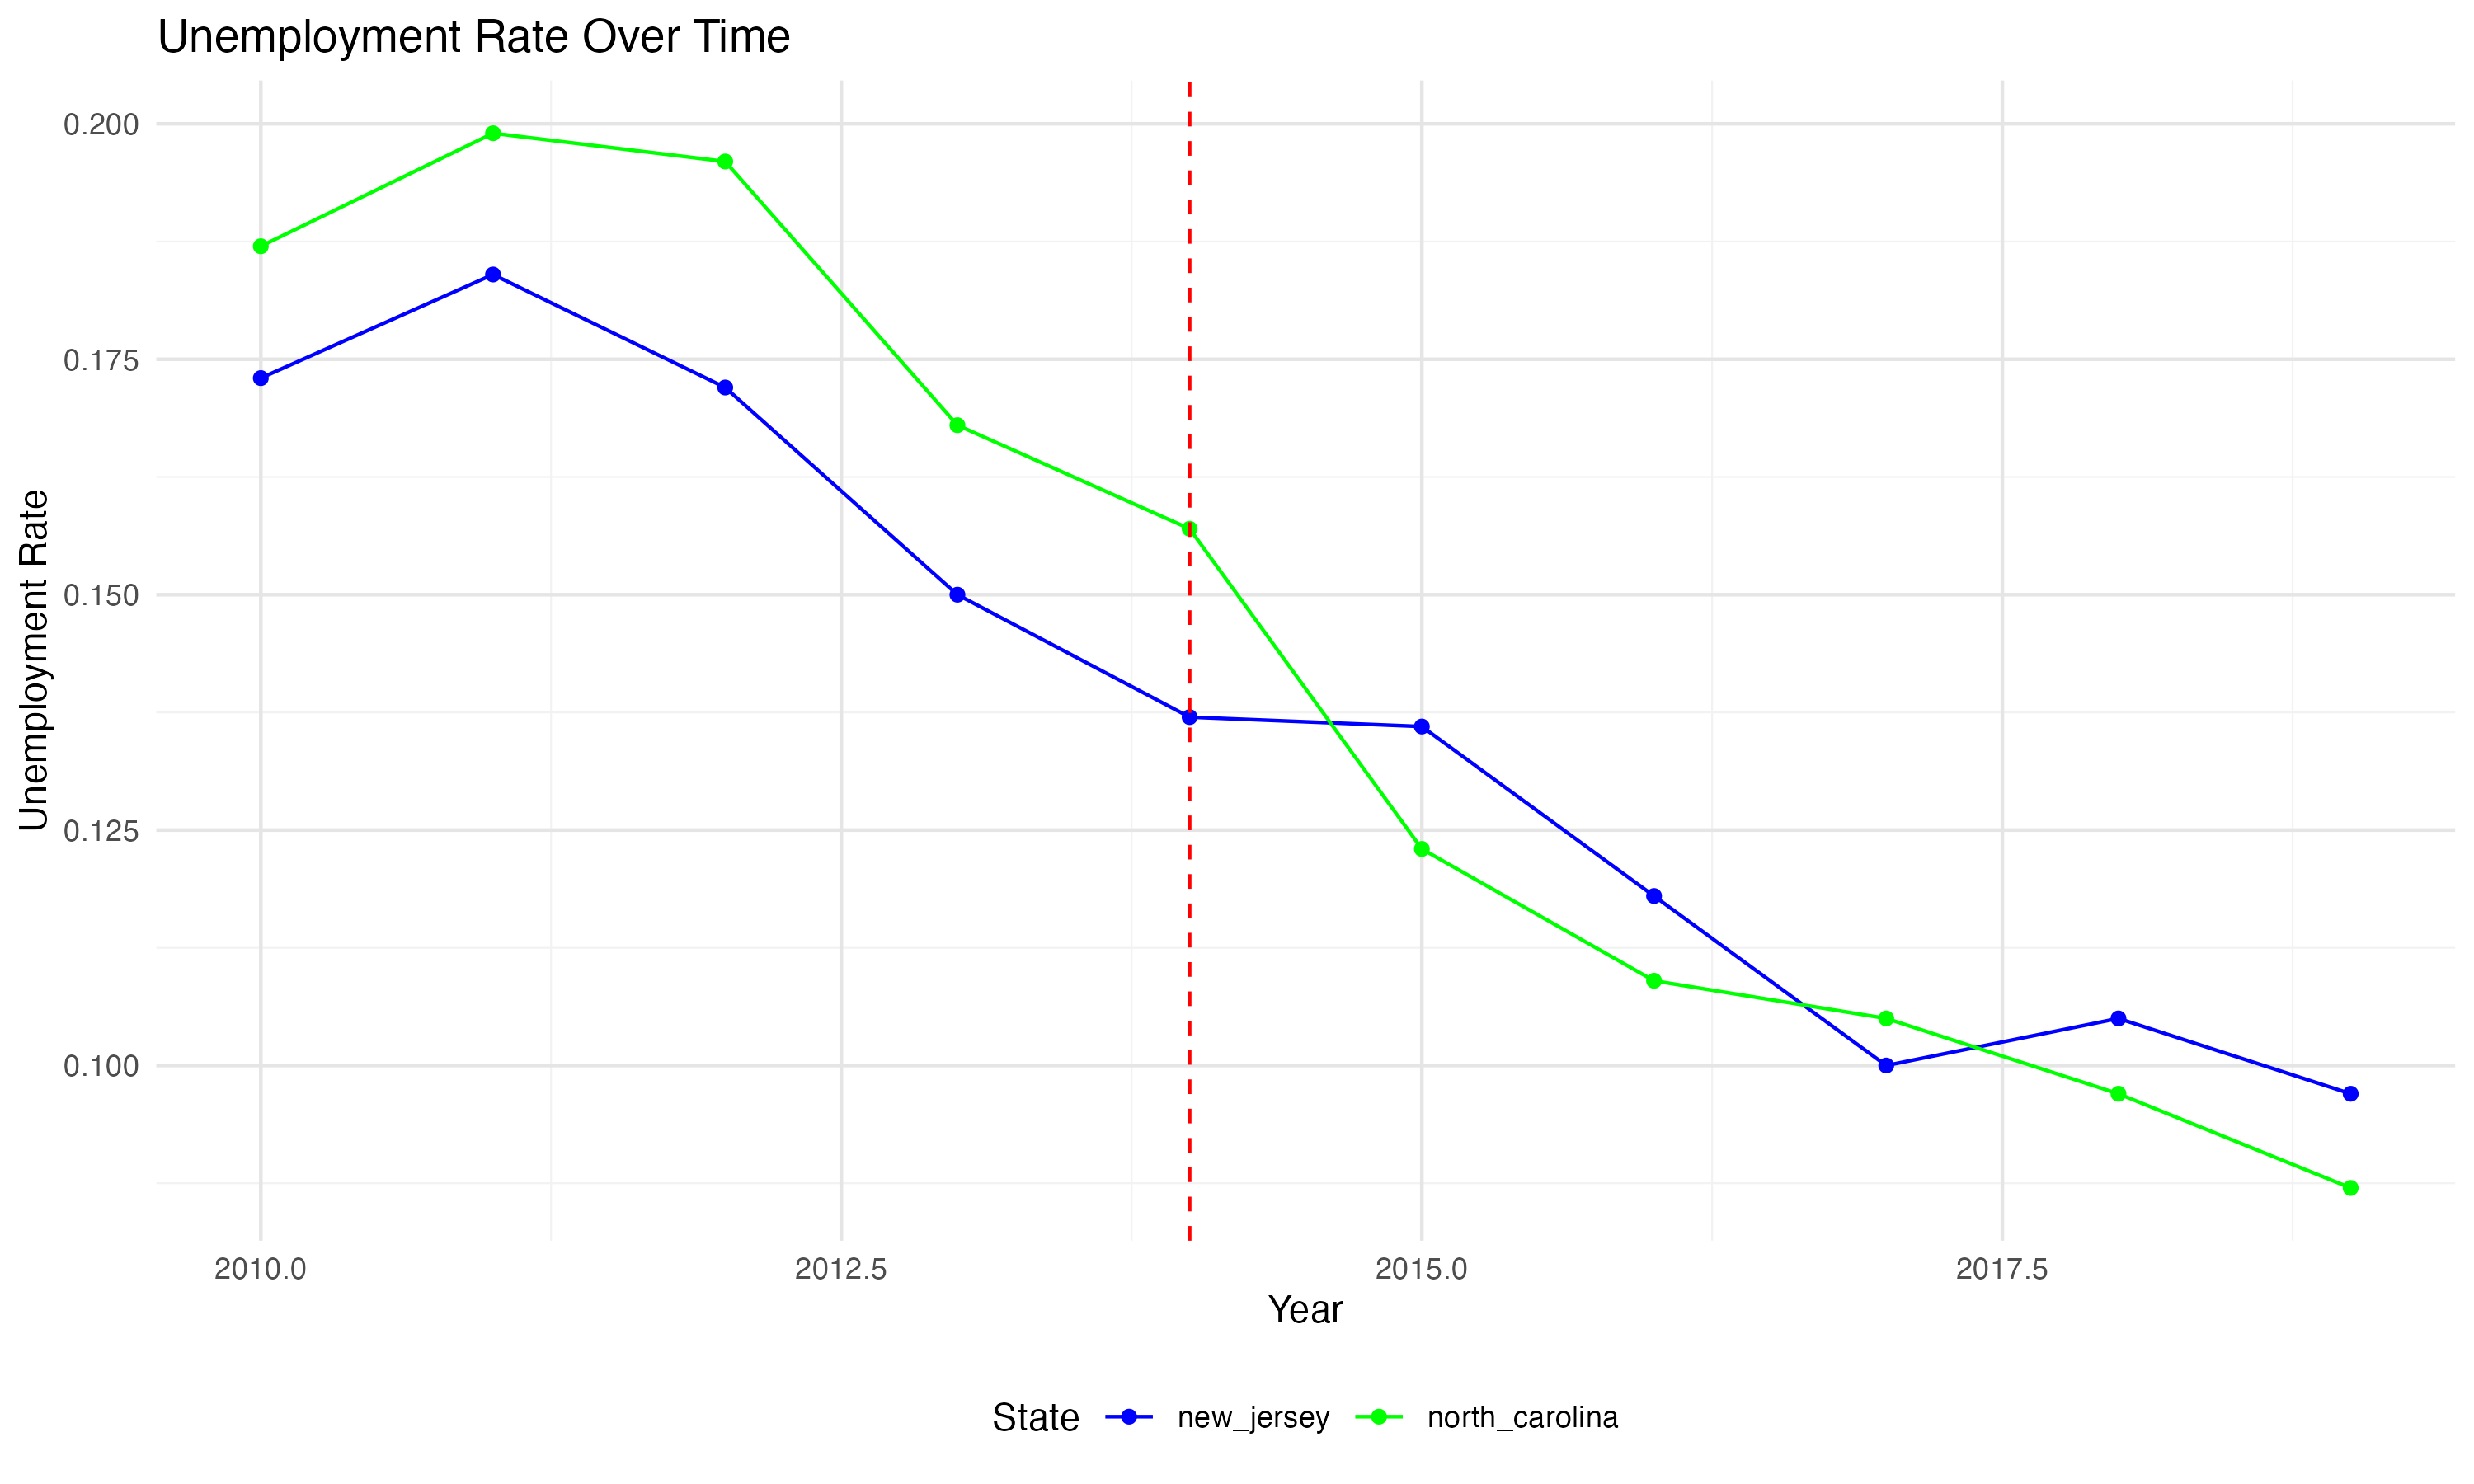 Unemployment Rate Over Time
Unemployment Rate
0.200
0.175
0.150
0.125
0.100
2010.0 2012.5 2015.0 2017.5
Year
State new_jersey north_carolina